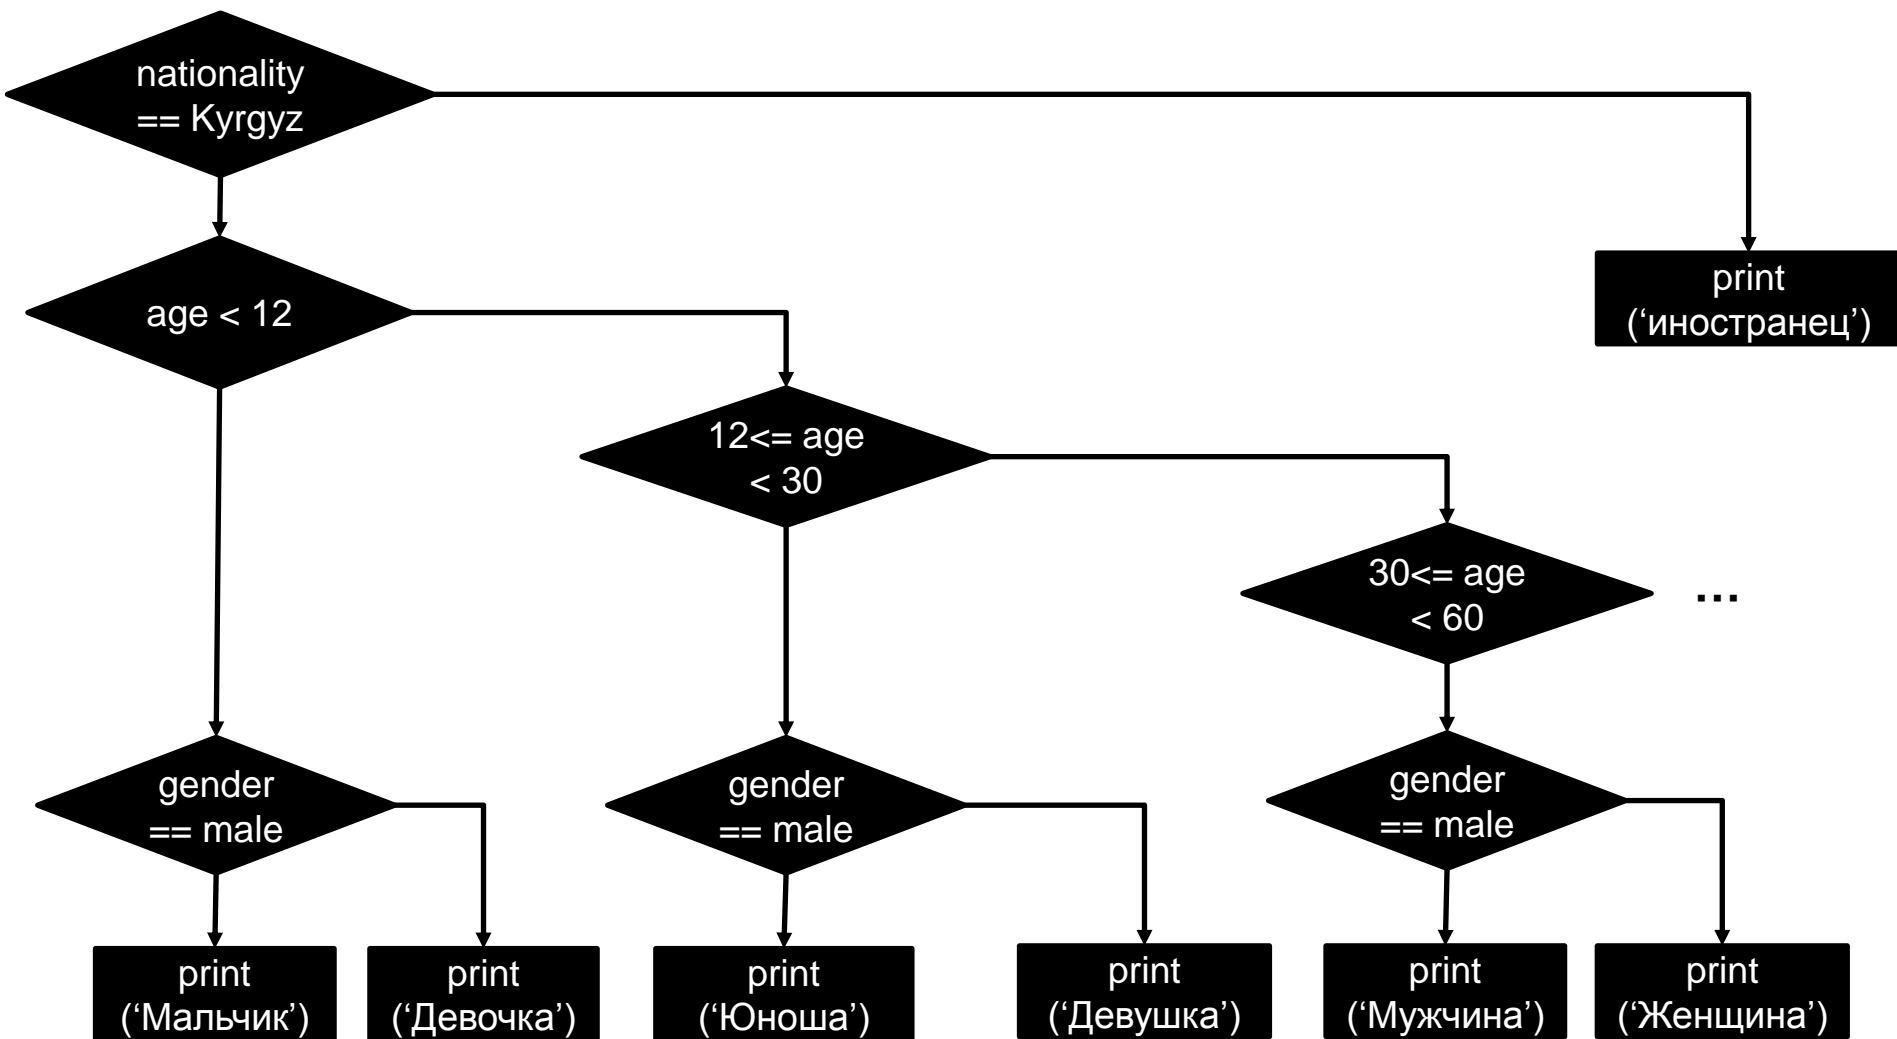 nationality
== Kyrgyz
age < 12
print
(‘иностранец’)
12<= age
< 30
30<= age
< 60
...
gender
== male
gender
== male
gender
== male
print
(‘Мальчик’)
print
(‘Девочка’)
print
(‘Юноша’)
print
(‘Девушка’)
print
(‘Мужчина’)
print
(‘Женщина’)